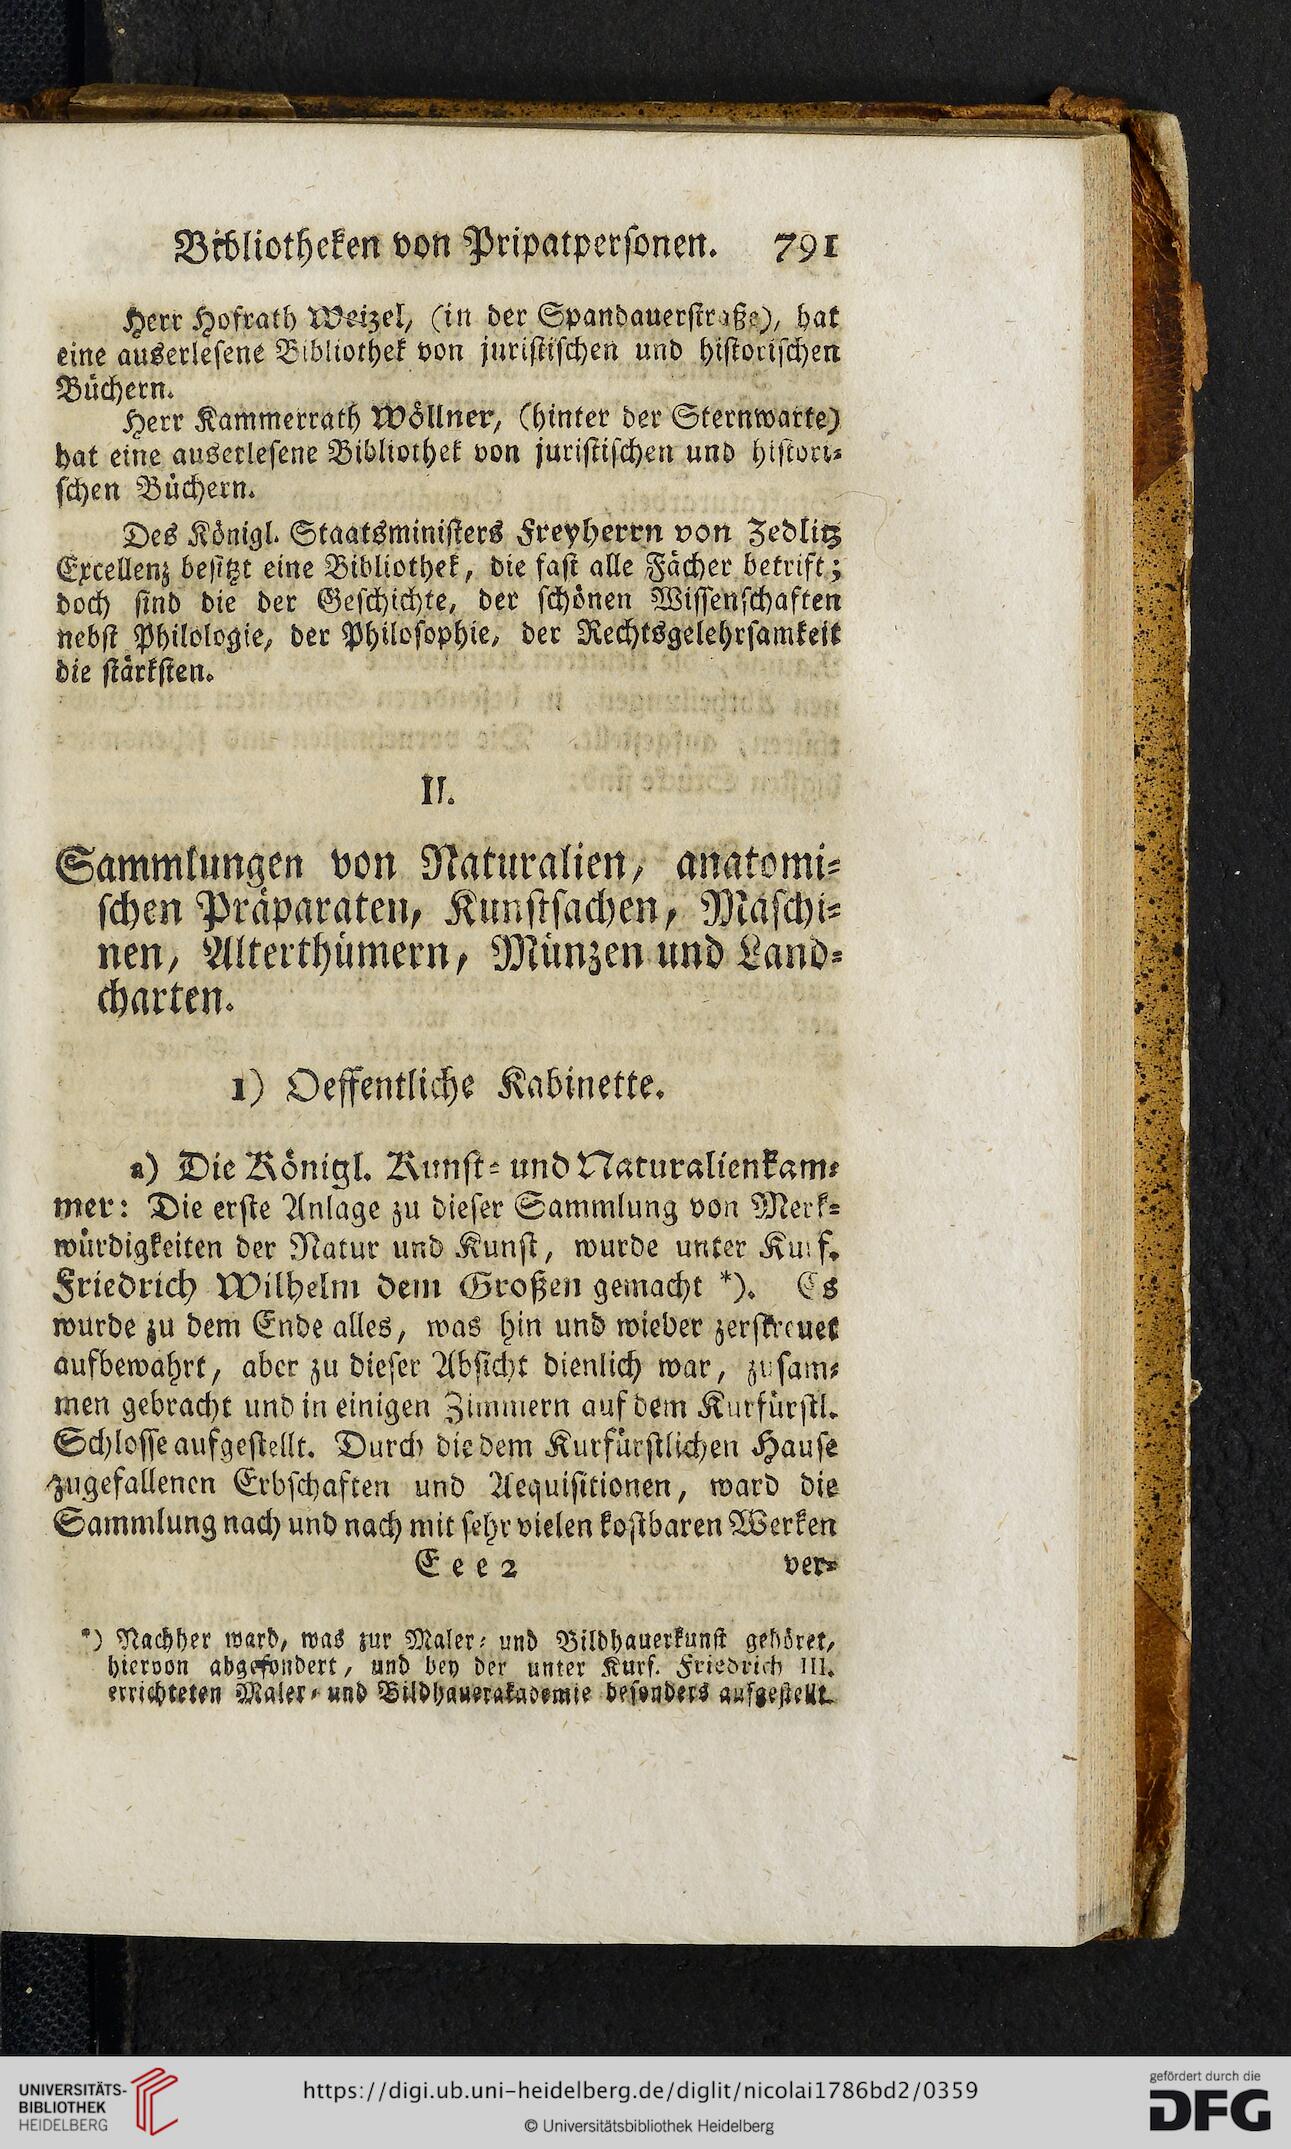 Bibliotheken von Pripatpersonen. 791
Herr Hofrath Weizel, (in der Spandauerstraße), hat
eine auserlesene Bibliothek von juristischen und historischen
Büchern.
Herr Kammerrath Wöllner, (hinter der Sternwarte)
hat eine auserlesene Bibliothek von juristischen und histori-
schen Büchern.
Des Königl. Staatsministers Freyherrn von Zedlitz
Excellenz besitzt eine Bibliothek, die fast alle Fächer betrift;
doch sind die der Geschichte, der schönen Wissenschaften
nebst Philologie, der Philosophie, der Rechtsgelehrsamkeit
die stärksten.
II.
Sammlungen von Naturalien, anatomi-
schen Präparaten, Kunstsachen, Maschi-
nen, Alterthümern, Münzen und Land-
charten.
1) Oeffentliche Kabinette.
a) Die Königl. Kunst- und Naturalienkam-
mer: Die erste Anlage zu dieser Sammlung von Merk-
würdigkeiten der Natur und Kunst, wurde unter Kurf.
Friedrich Wilhelm dem Großen gemacht *). Es
wurde zu dem Ende alles, was hin und wieber zerstreuet
aufbewahrt, aber zu dieser Absicht dienlich war, zusam-
men gebracht und in einigen Zimmern auf dem Kurfürstl.
Schlosse aufgestellt. Durch die dem Kurfürstlichen Hause
zugefallenen Erbschaften und Aequisitionen, ward die
Sammlung nach und nach mit sehr vielen kostbaren Werken
Eee 2 ver-
*) Nachher ward, was zur Maler- und Bildhauerkunst gehöret,
hiervon abgesondert, und bey der unter Kurf. Friedrich III.
errichteten Maler- und Bildhauerakademie besonders aufgestellt.
UNIVERSITÄTS-
BIBLIOTHEK
HEIDELBERG
https://digi.ub.uni-heidelberg.de/diglit/nicolai1786bd2/0359
© Universitätsbibliothek Heidelberg
gefördert durch die
DFG